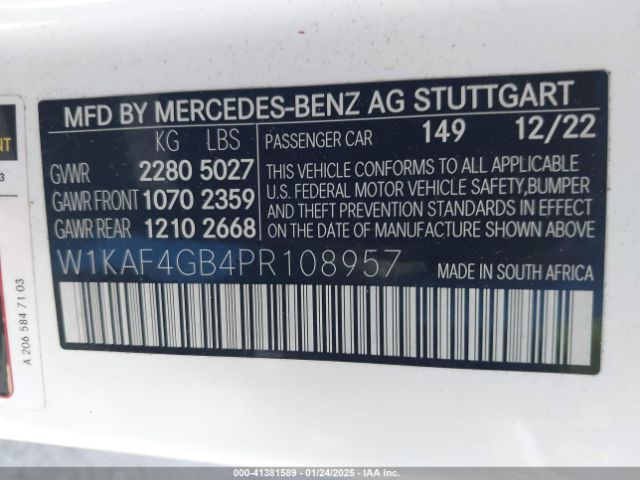 MFD BY MERCEDES-BENZ AG STUTTGART
KG LBS
PASSENGER CAR 149 12/22
GVWR 2280 5027
GAWR FRONT 1070 2359
GAWR REAR 1210 2668
THIS VEHICLE CONFORMS TO ALL APPLICABLE
U.S. FEDERAL MOTOR VEHICLE SAFETY,BUMPER
AND THEFT PREVENTION STANDARDS IN EFFECT
ON THE DATE OF MANUFACTURE SHOWN ABOVE
W1KAF4GB4PR108957 MADE IN SOUTH AFRICA
A 206 584 71 03
000-41381589 - 01/24/2025 - IAA Inc.